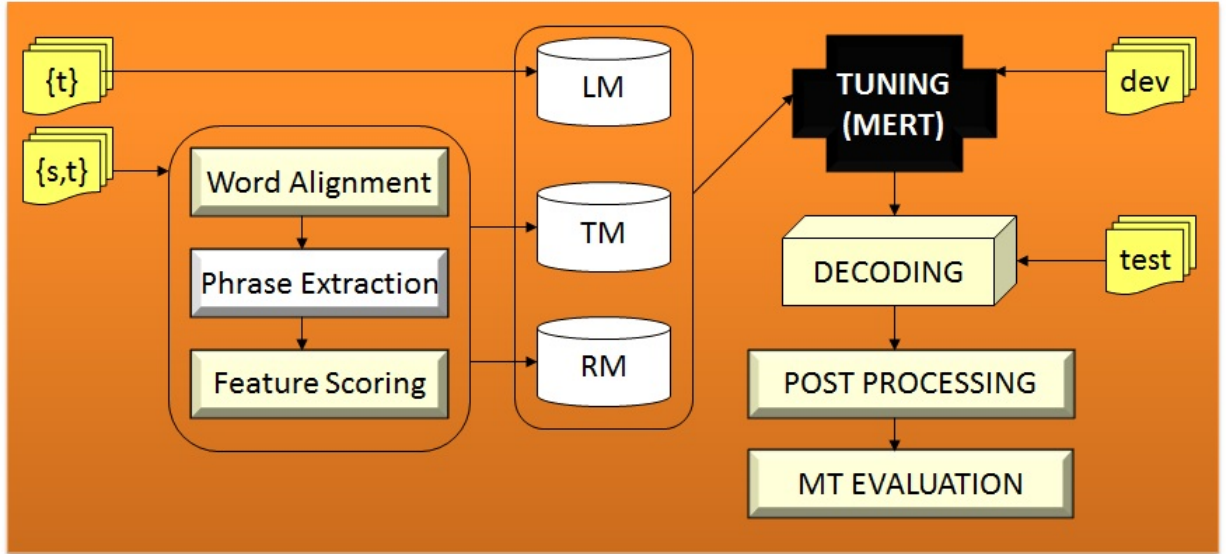 {t}
{s,t}
Word Alignment
Phrase Extraction
Feature Scoring
LM
TM
RM
TUNING
(MERT)
dev
DECODING
test
POST PROCESSING
MT EVALUATION